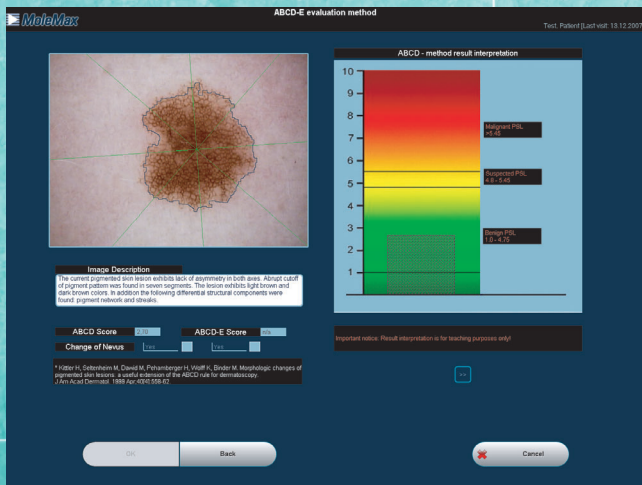 ABCD-E evaluation method
MoleMax
Test, Patient [Last visit: 13.12.2007
ABCD - method result interpretation
10
9
8
7
6
5
4
3
2
1
Malignant PSL
>5.45
Suspected PSL
4.8 - 5.45
Benign PSL
1.0 - 4.75
Image Description
The current pigmented skin lesion exhibits lack of asymmetry in both axes. Abrupt cutoff
of pigment pattern was found in seven segments. The lesion exhibits light brown and
dark brown colors. In addition the following differential structural components were
found: pigment network and streaks.
ABCD Score
2,70
ABCD-E Score
n/a
Change of Nevus
Yes
Yes
Important notice: Result interpretation is for teaching purposes only!
* Kittler H, Seltenheim M, Dawid M, Pehamberger H, Wolff K, Binder M. Morphologic changes of
pigmented skin lesions: a useful extension of the ABCD rule for dermatoscopy.
J Am Acad Dermatol. 1999 Apr;40(4):558-62.
>>
OK
Back
Cancel